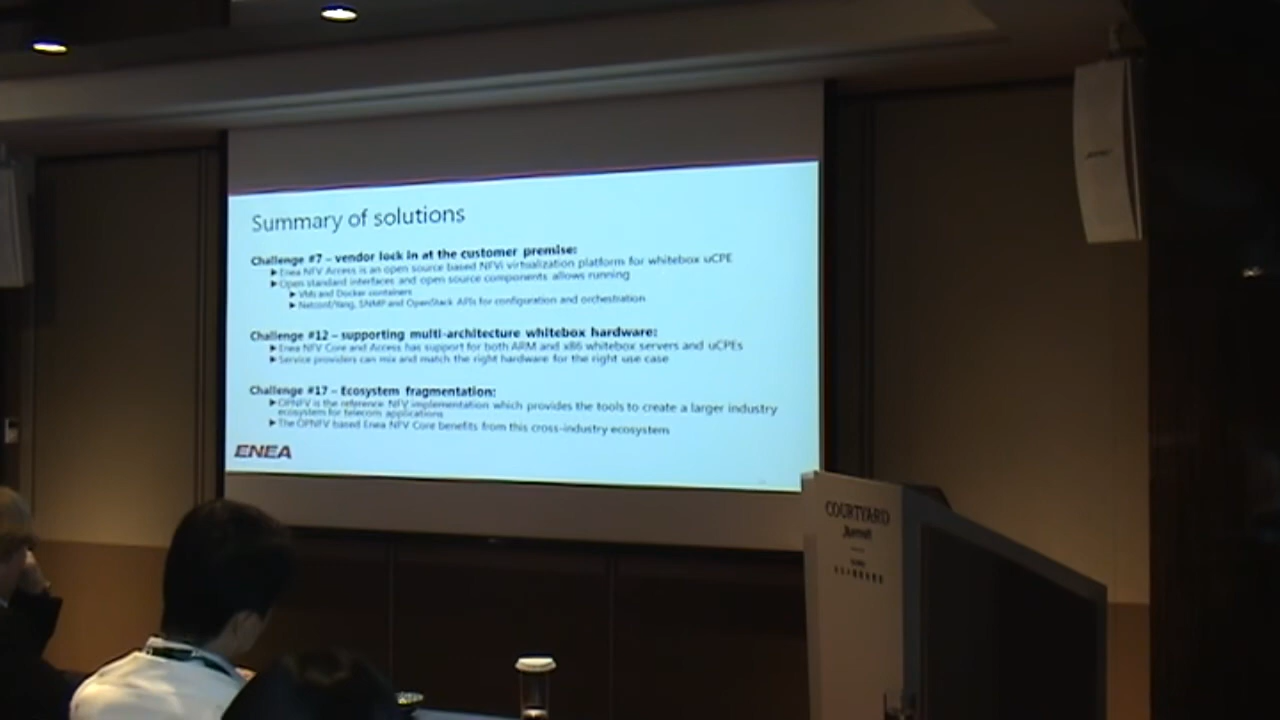 Summary of solutions
Challenge #7 – vendor lock in at the customer premise:
Enea NFV Access is an open source based NFVi virtualization platform for whitebox uCPE
Open standard interfaces and open source components allows running
VMs and Docker containers
Netconf/Yang, SNMP and OpenStack APIs for configuration and orchestration
Challenge #12 – supporting multi-architecture whitebox hardware:
Enea NFV Core and Access has support for both ARM and x86 whitebox servers and uCPEs
Service providers can mix and match the right hardware for the right use case
Challenge #17 – Ecosystem fragmentation:
OPNFV is the reference NFV implementation which provides the tools to create a larger industry
ecosystem for telecom applications
The OPNFV based Enea NFV Core benefits from this cross-industry ecosystem
ENEA
COURTYARD
Marriott